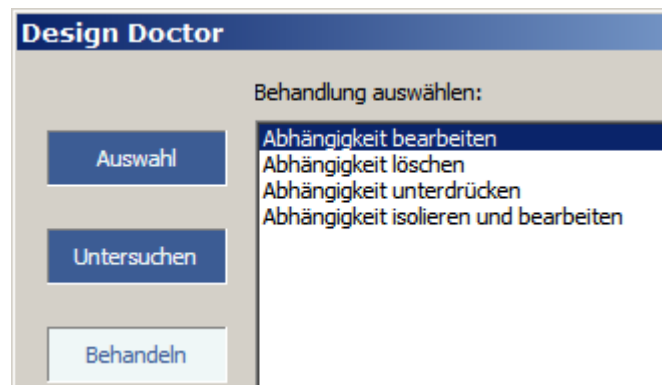 Design Doctor
Behandlung auswählen:
Auswahl
Untersuchen
Behandeln
Abhängigkeit bearbeiten
Abhängigkeit löschen
Abhängigkeit unterdrücken
Abhängigkeit isolieren und bearbeiten